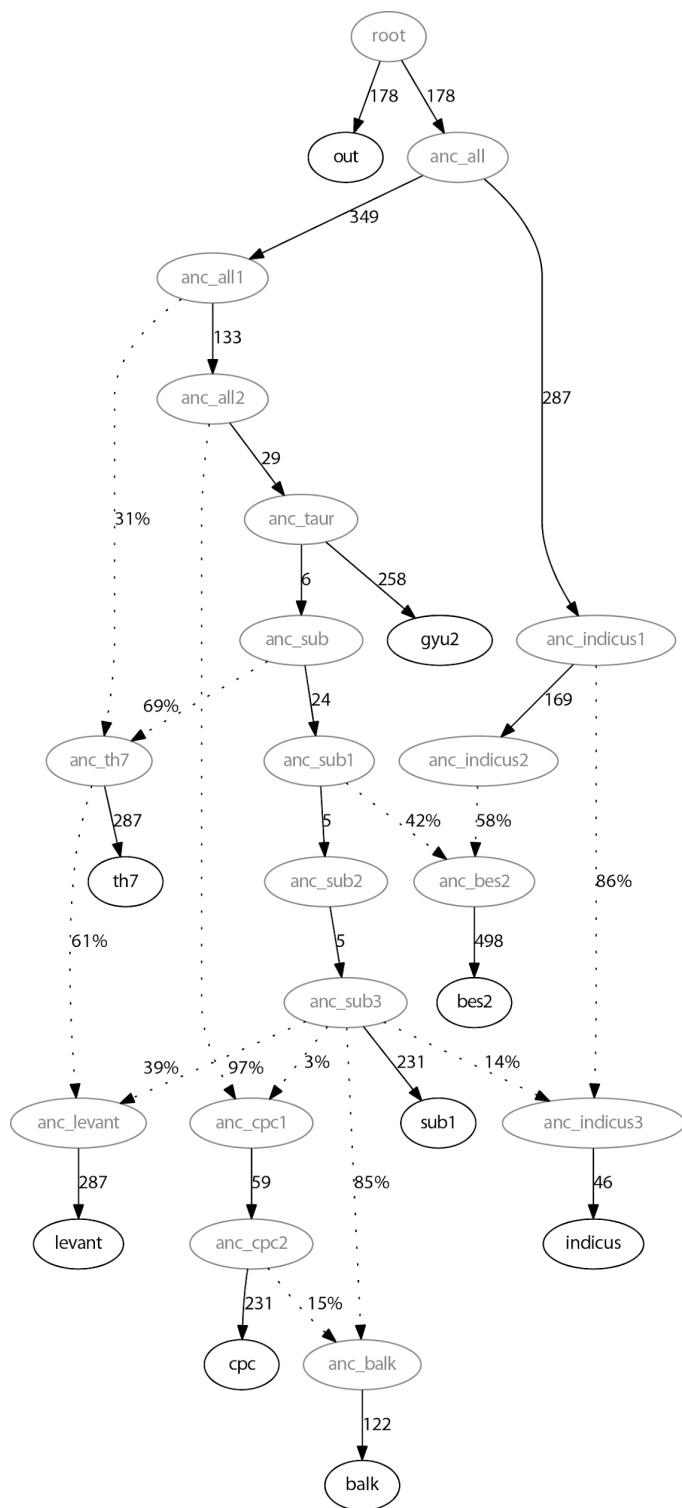 root
178 178
out anc_all
349
anc_all1
133
anc_all2
287
29
anc_taur
31%
6 258
anc_sub gyu2 anc_indicus1
69% 24 169
anc_th7 anc_sub1 anc_indicus2
287 5 42% 58%
th7 anc_sub2 anc_bes2 86%
61% 5 498
anc_sub3 bes2
39% 97% 3% 231 14%
anc_levant anc_cpc1 sub1 anc_indicus3
287 59 85% 46
levant anc_cpc2 indicus
231 15%
cpc anc_balk
122
balk